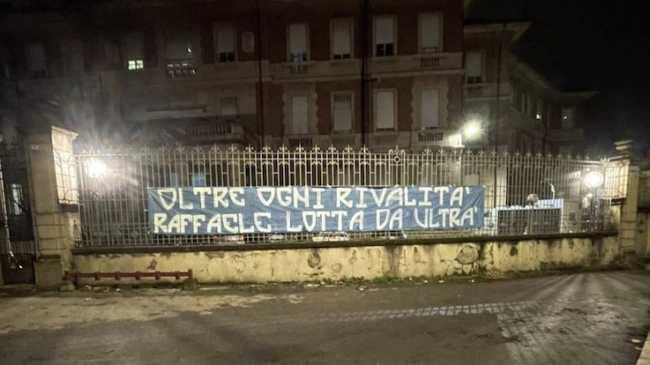 OLTRE OGNI RIVALITA'
RAFFAELE LOTTA DA ULTRA'